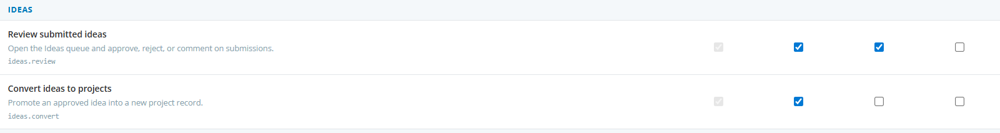 IDEAS
Review submitted ideas
Open the Ideas queue and approve, reject, or comment on submissions.
ideas.review
Convert ideas to projects
Promote an approved idea into a new project record.
ideas.convert